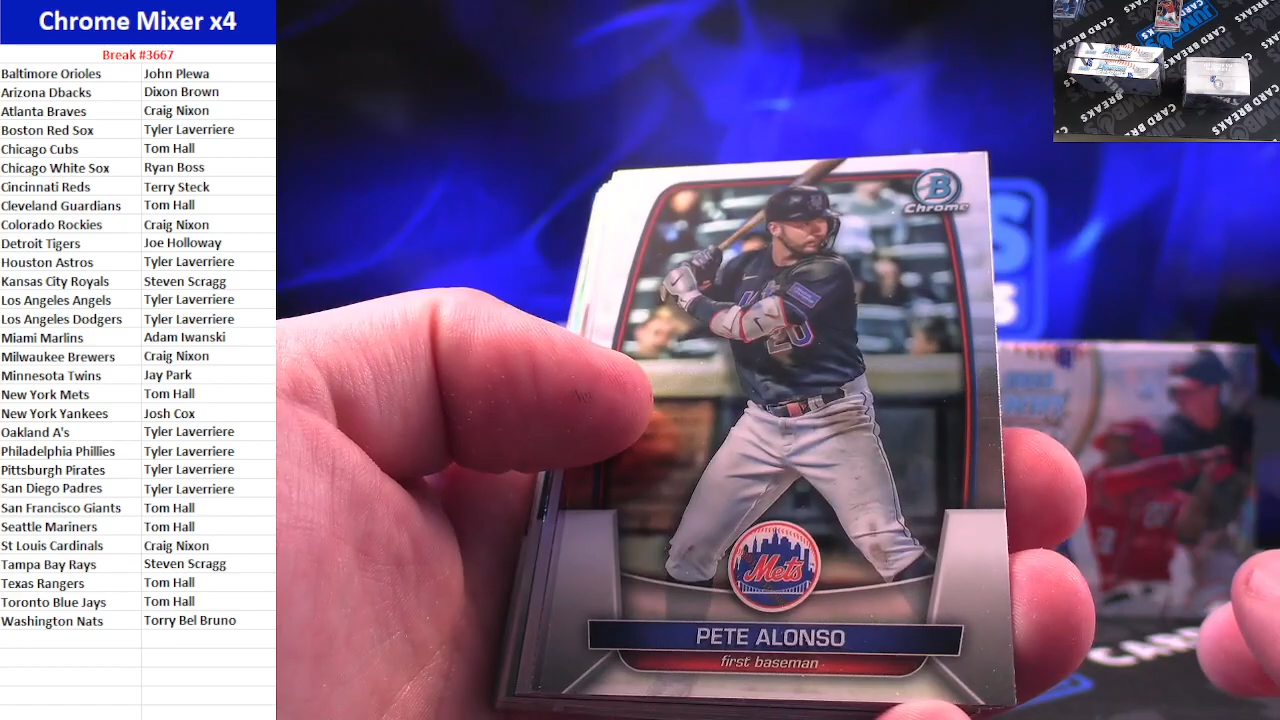 Chrome Mixer x4
Break #3667
Baltimore Orioles John Plewa
Arizona Dbacks Dixon Brown
Atlanta Braves Craig Nixon
Boston Red Sox Tyler Laverriere
Chicago Cubs Tom Hall
Chicago White Sox Ryan Boss
Cincinnati Reds Terry Steck
Cleveland Guardians Tom Hall
Colorado Rockies Craig Nixon
Detroit Tigers Joe Holloway
Houston Astros Tyler Laverriere
Kansas City Royals Steven Scragg
Los Angeles Angels Tyler Laverriere
Los Angeles Dodgers Tyler Laverriere
Miami Marlins Adam Iwanski
Milwaukee Brewers Craig Nixon
Minnesota Twins Jay Park
New York Mets Tom Hall
New York Yankees Josh Cox
Oakland A's Tyler Laverriere
Philadelphia Phillies Tyler Laverriere
Pittsburgh Pirates Tyler Laverriere
San Diego Padres Tyler Laverriere
San Francisco Giants Tom Hall
Seattle Mariners Tom Hall
St Louis Cardinals Craig Nixon
Tampa Bay Rays Steven Scragg
Texas Rangers Tom Hall
Toronto Blue Jays Tom Hall
Washington Nats Torry Bel Bruno
B
Chrome
20
Mets
PETE ALONSO
first baseman
CARD BREAKS
CARD BREAKS
JUMBO
CARD BREAKS